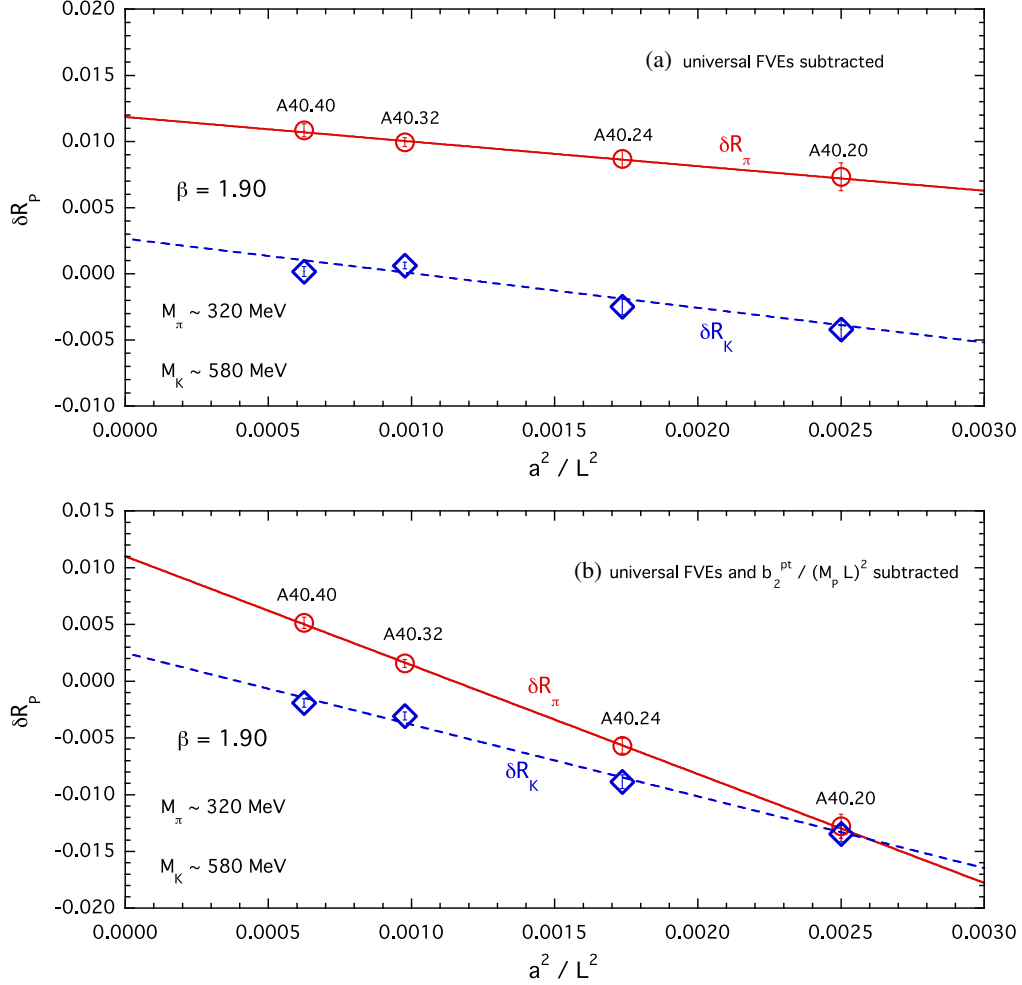 0.020
(a) universal FVEs subtracted
0.015
A40.40
A40.32
A40.24
A40.20
0.010
δR_π
β = 1.90
δR_P
0.005
0.000
M_π ~ 320 MeV
δR_K
-0.005
M_K ~ 580 MeV
-0.010
0.0000 0.0005 0.0010 0.0015 0.0020 0.0025 0.0030
a² / L²
0.015
(b) universal FVEs and b₂^pt / (M_P L)² subtracted
0.010
A40.40
A40.32
0.005
0.000
δR_π
δR_P
A40.24
-0.005
β = 1.90
δR_K
-0.010
A40.20
M_π ~ 320 MeV
-0.015
M_K ~ 580 MeV
-0.020
0.0000 0.0005 0.0010 0.0015 0.0020 0.0025 0.0030
a² / L²